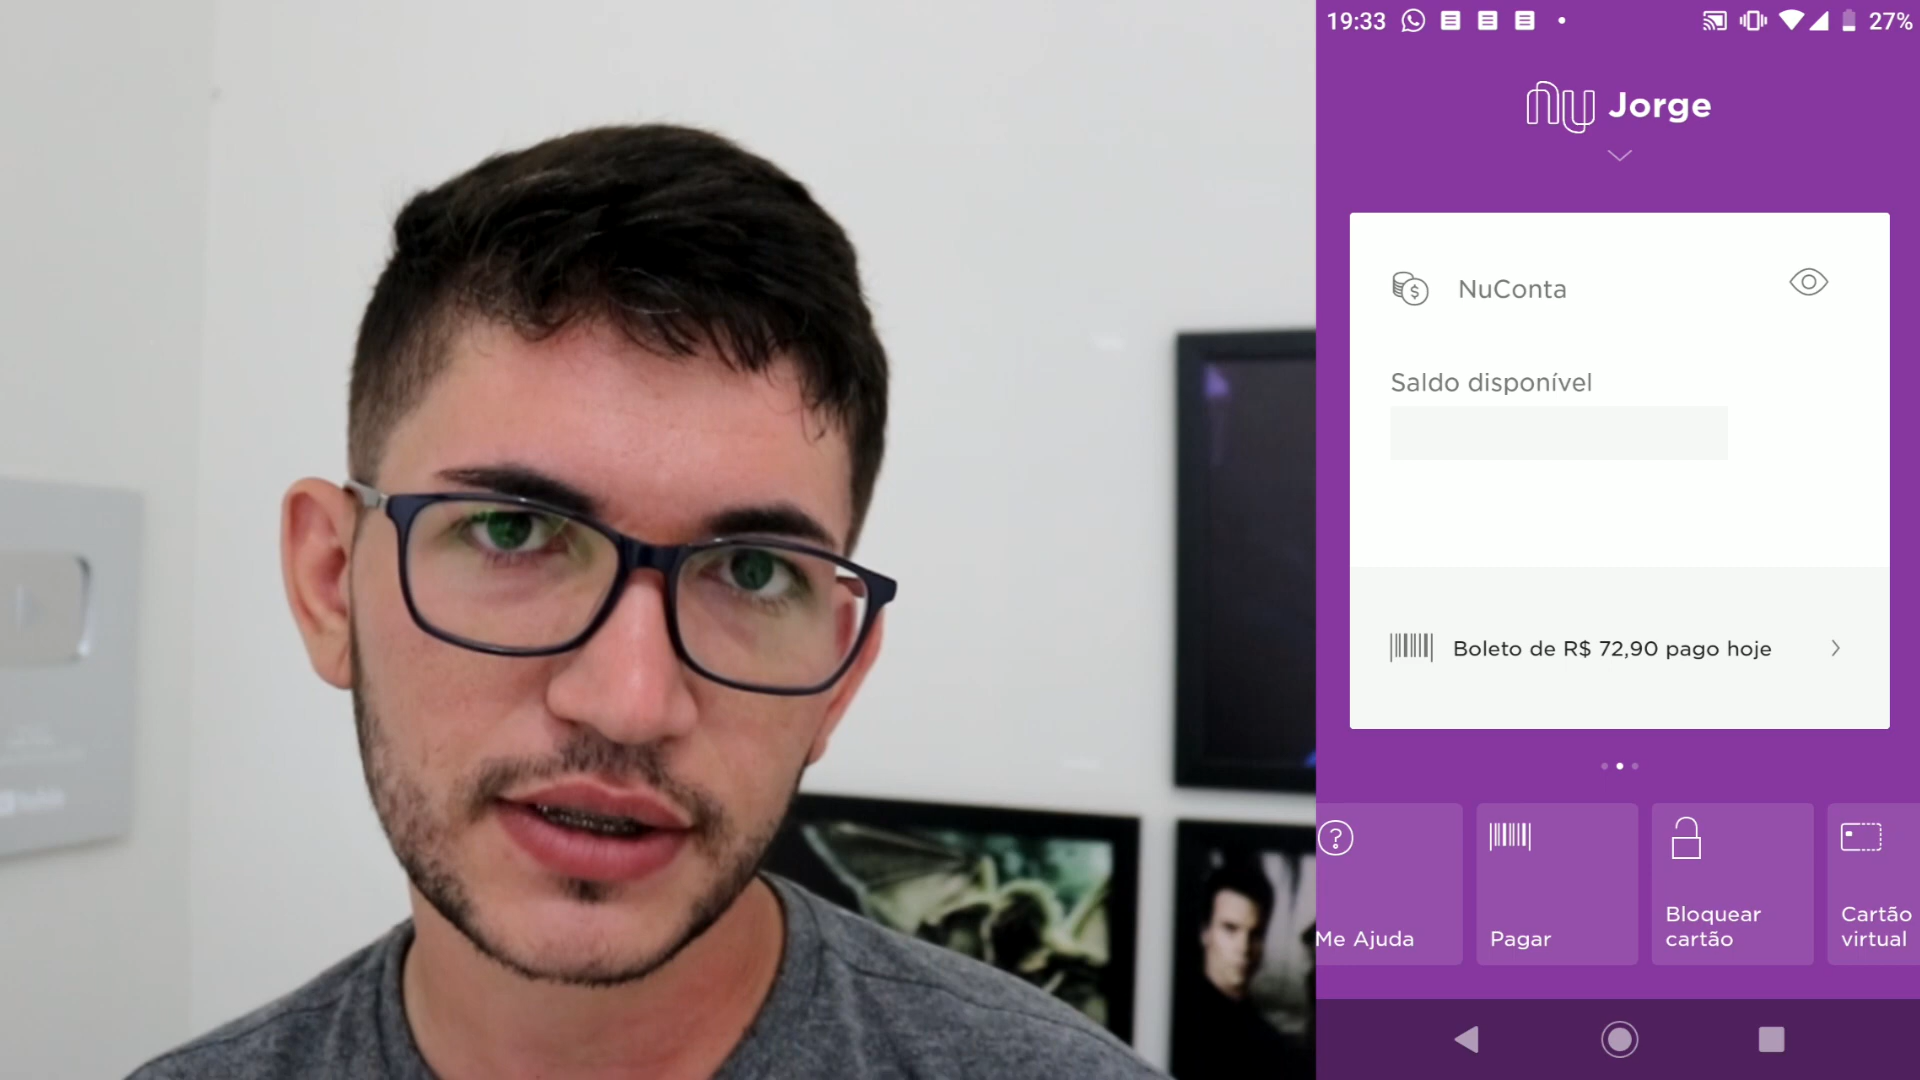 19:33
27%
nu Jorge
NuConta
Saldo disponível
Boleto de R$ 72,90 pago hoje
Me Ajuda
Pagar
Bloquear
cartão
Cartão
virtual